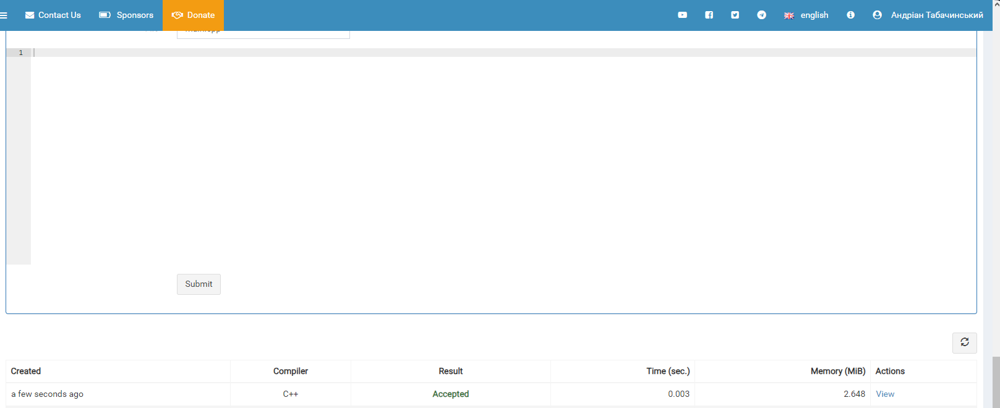 Contact Us Sponsors Donate english Андріан Табачинський
1
Submit
Created Compiler Result Time (sec.) Memory (MiB) Actions
a few seconds ago C++ Accepted 0.003 2.648 View